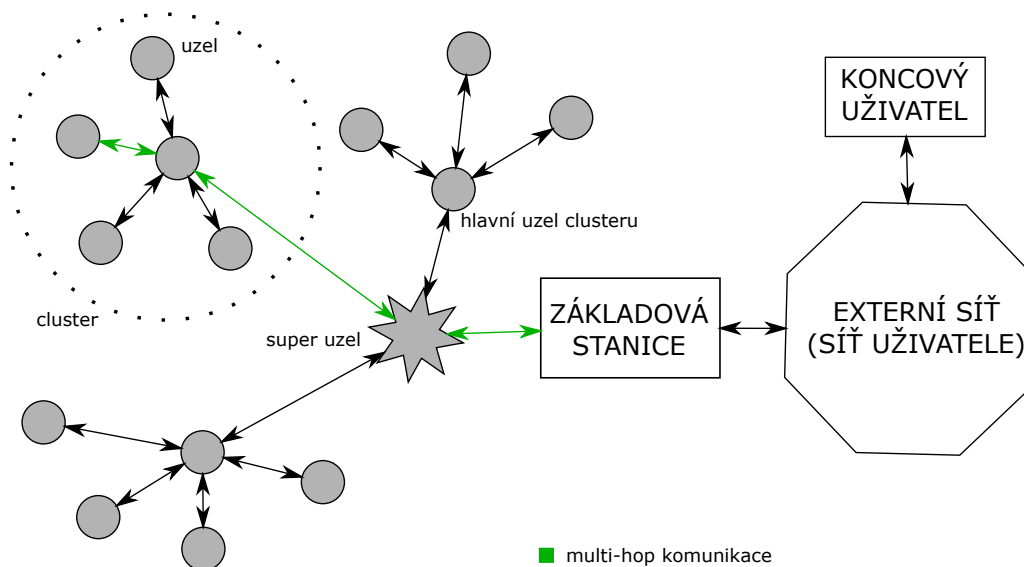 uzel
KONCOVÝ
UŽIVATEL
hlavní uzel clusteru
cluster
super uzel
ZÁKLADOVÁ
STANICE
EXTERNÍ SÍŤ
(SÍŤ UŽIVATELE)
multi-hop komunikace